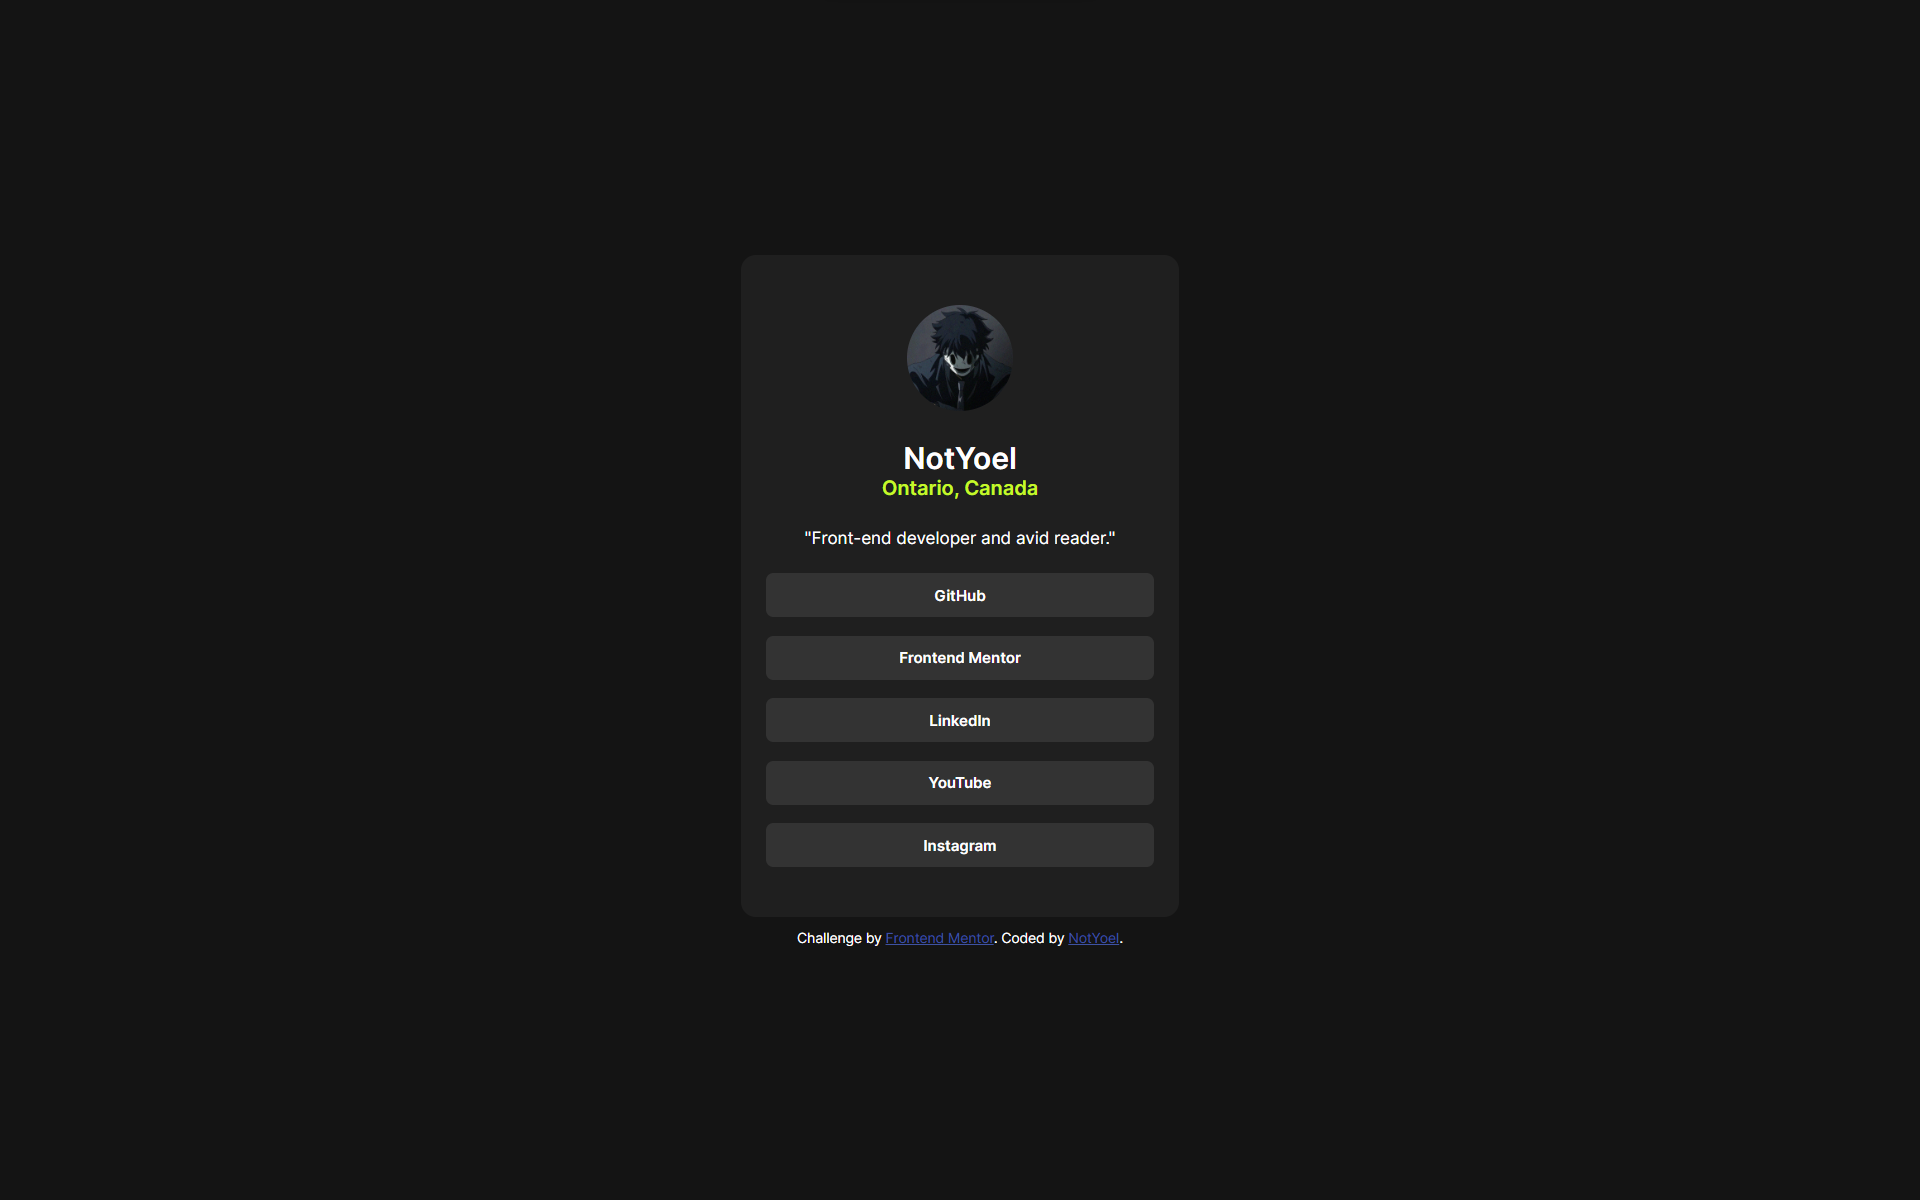 NotYoel
Ontario, Canada
"Front-end developer and avid reader."
GitHub
Frontend Mentor
LinkedIn
YouTube
Instagram
Challenge by Frontend Mentor. Coded by NotYoel.